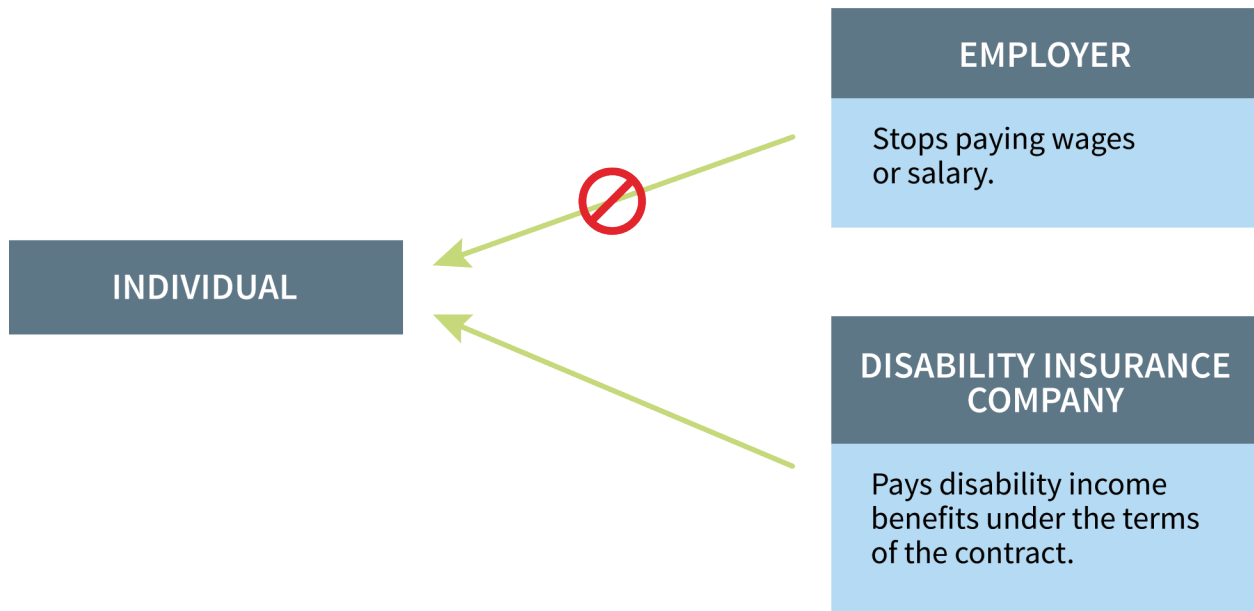 EMPLOYER
Stops paying wages
or salary.
INDIVIDUAL
DISABILITY INSURANCE
COMPANY
Pays disability income
benefits under the terms
of the contract.